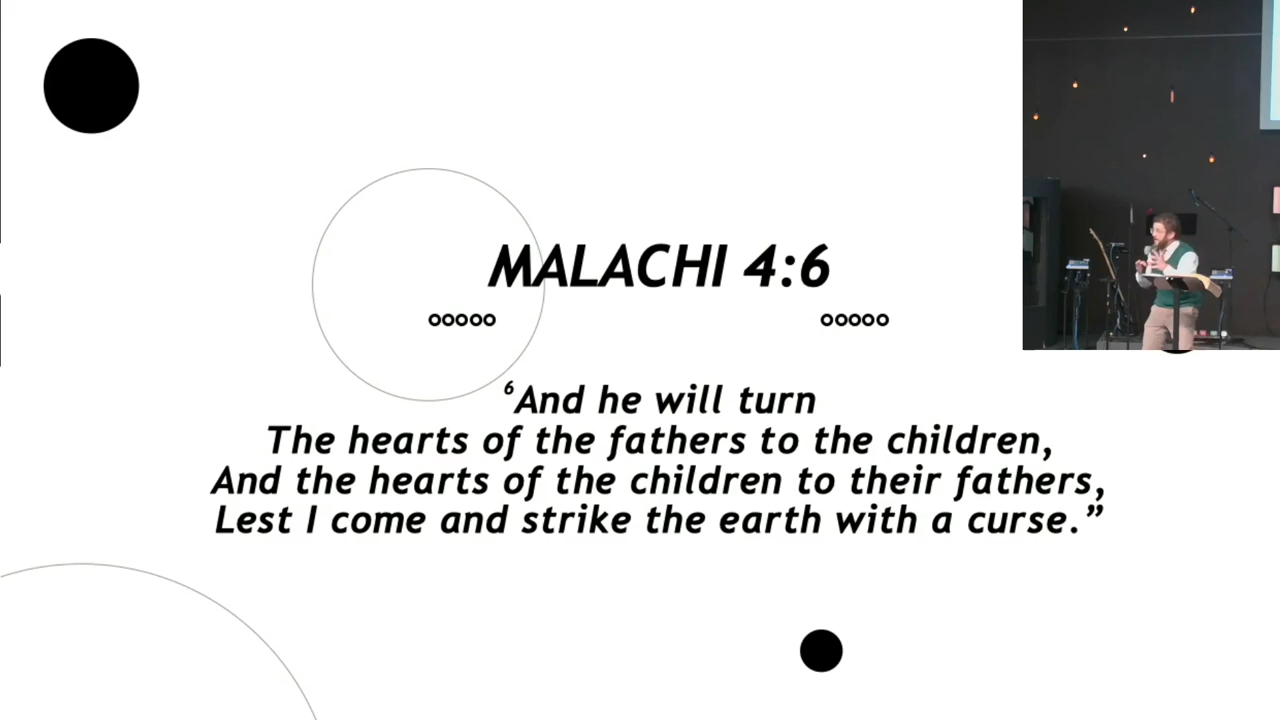 MALACHI 4:6
⁶And he will turn
The hearts of the fathers to the children,
And the hearts of the children to their fathers,
Lest I come and strike the earth with a curse.”